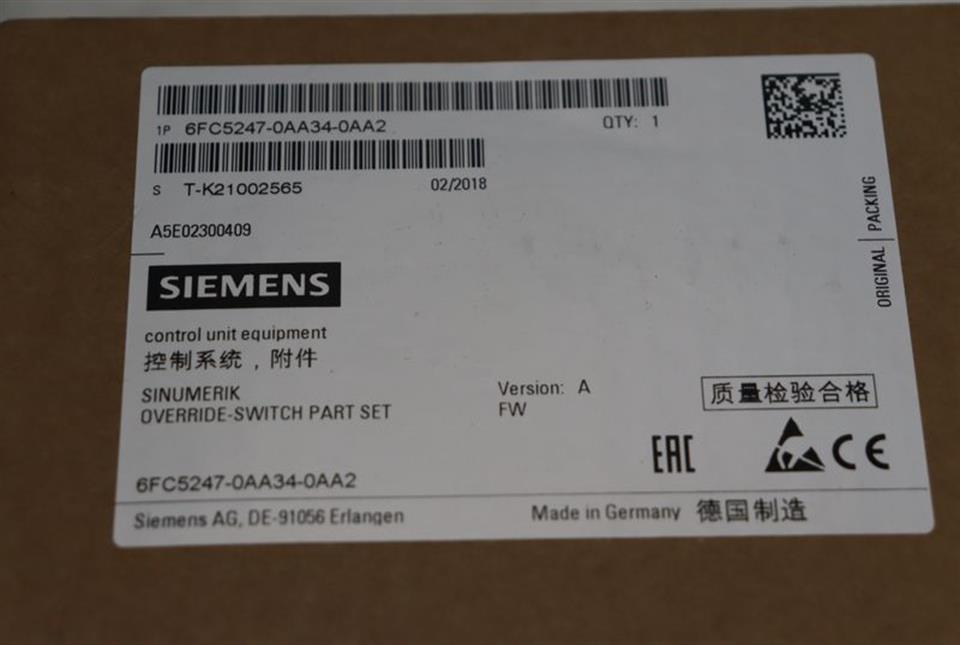 1P 6FC5247-0AA34-0AA2 QTY: 1
S T-K21002565 02/2018
A5E02300409
ORIGINAL | PACKING
SIEMENS
control unit equipment
控制系统，附件
SINUMERIK
OVERRIDE-SWITCH PART SET
Version: A
FW
质量检验合格
EAC CE
6FC5247-0AA34-0AA2
Siemens AG, DE-91056 Erlangen Made in Germany 德国制造